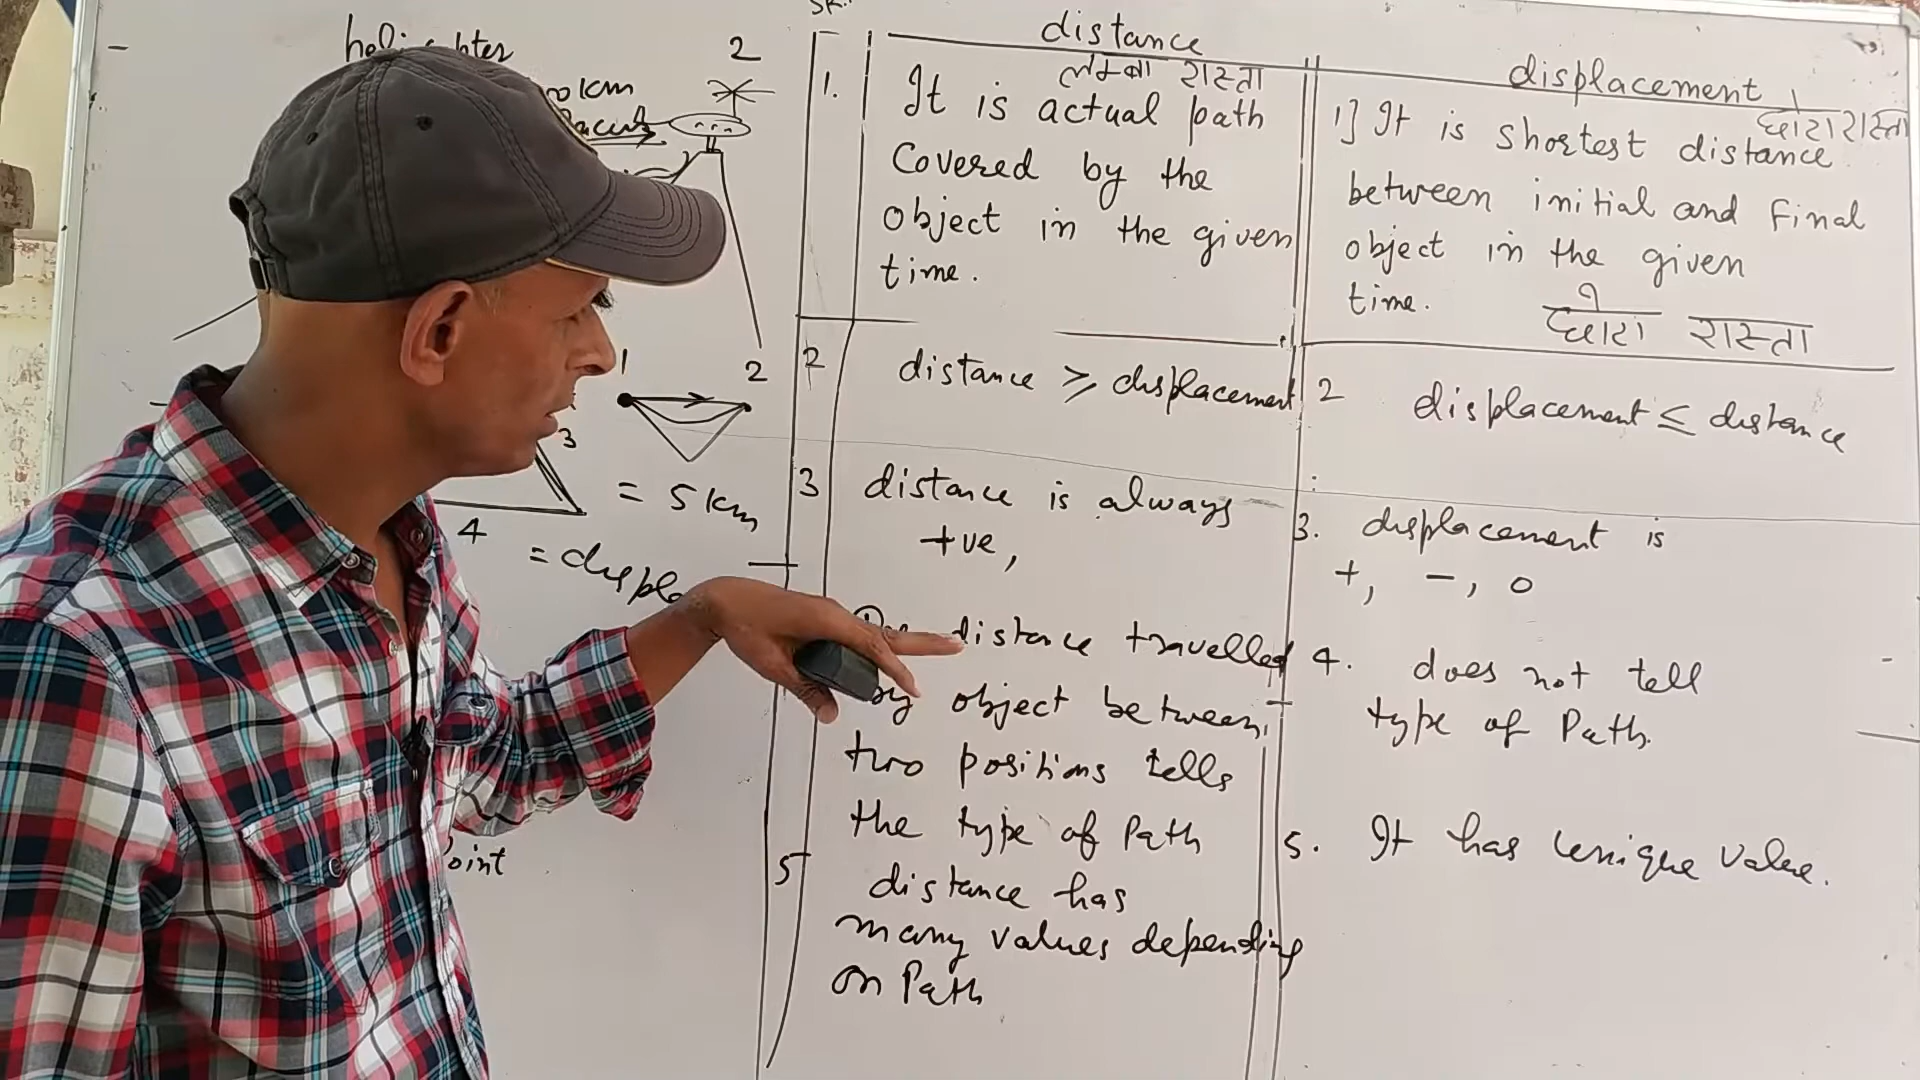 2
1
2
3
= 5 km
4
= displa
oint
distance
लम्बा रास्ता
1.
It is actual path
Covered by the
object in the given
time.
2
distance ⩾ displacement
3
distance is always
+ve,
distance travelled
by object between
two positions tells
the type of Path
5
distance has
many values depending
on Path
displacement
रास्ता
1] It is shortest distance
between initial and final
object in the given
time.
रास्ता
2
displacement ≤ distance
3. displacement is
+, -, 0
4. does not tell
type of Path.
5. It has unique value.